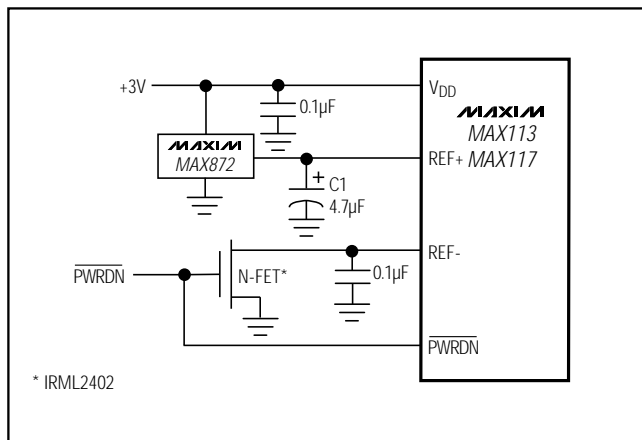 +3V
VDD
0.1µF
MAXIM
MAX113
MAX117
MAXIM
MAX872
REF+
+ C1
4.7µF
REF-
PWRDN
N-FET*
0.1µF
PWRDN
* IRML2402